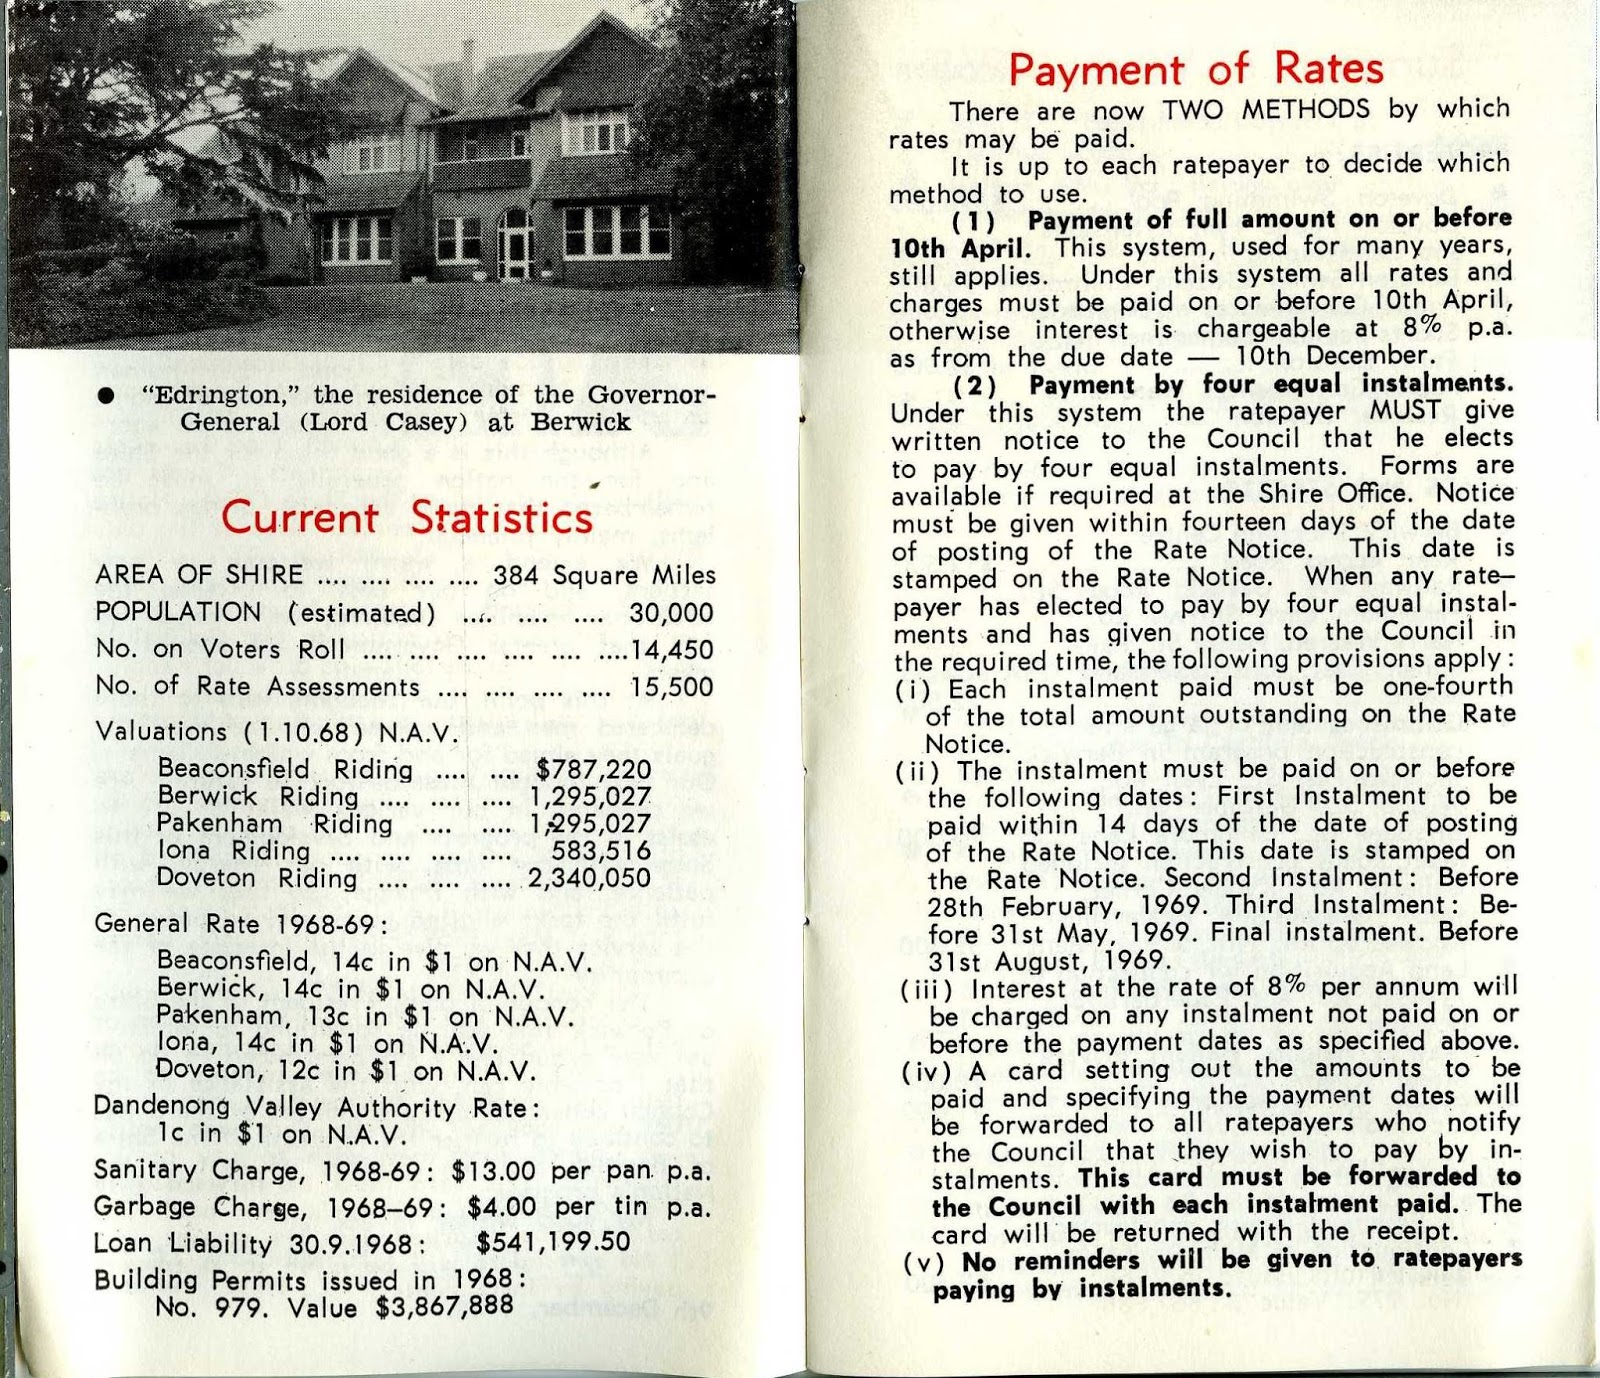 ● "Edrington," the residence of the Governor-
General (Lord Casey) at Berwick
Current Statistics
AREA OF SHIRE .... .... .... .... 384 Square Miles
POPULATION (estimated) .... .... .... 30,000
No. on Voters Roll .... .... .... .... .... ....14,450
No. of Rate Assessments .... .... .... .... 15,500
Valuations (1.10.68) N.A.V.
Beaconsfield Riding .... .... $787,220
Berwick Riding .... .... .... 1,295,027
Pakenham Riding .... .... 1,295,027
Iona Riding .... .... .... .... 583,516
Doveton Riding .... .... .... 2,340,050
General Rate 1968-69:
Beaconsfield, 14c in $1 on N.A.V.
Berwick, 14c in $1 on N.A.V.
Pakenham, 13c in $1 on N.A.V.
Iona, 14c in $1 on N.A.V.
Doveton, 12c in $1 on N.A.V.
Dandenong Valley Authority Rate:
1c in $1 on N.A.V.
Sanitary Charge, 1968-69: $13.00 per pan p.a.
Garbage Charge, 1968–69: $4.00 per tin p.a.
Loan Liability 30.9.1968: $541,199.50
Building Permits issued in 1968:
No. 979. Value $3,867,888
Payment of Rates
There are now TWO METHODS by which
rates may be paid.
It is up to each ratepayer to decide which
method to use.
(1) Payment of full amount on or before
10th April. This system, used for many years,
still applies. Under this system all rates and
charges must be paid on or before 10th April,
otherwise interest is chargeable at 8% p.a.
as from the due date — 10th December.
(2) Payment by four equal instalments.
Under this system the ratepayer MUST give
written notice to the Council that he elects
to pay by four equal instalments. Forms are
available if required at the Shire Office. Notice
must be given within fourteen days of the date
of posting of the Rate Notice. This date is
stamped on the Rate Notice. When any rate–
payer has elected to pay by four equal instal-
ments and has given notice to the Council in
the required time, the following provisions apply:
(i) Each instalment paid must be one-fourth
of the total amount outstanding on the Rate
Notice.
(ii) The instalment must be paid on or before
the following dates: First Instalment to be
paid within 14 days of the date of posting
of the Rate Notice. This date is stamped on
the Rate Notice. Second Instalment: Before
28th February, 1969. Third Instalment: Be-
fore 31st May, 1969. Final instalment. Before
31st August, 1969.
(iii) Interest at the rate of 8% per annum will
be charged on any instalment not paid on or
before the payment dates as specified above.
(iv) A card setting out the amounts to be
paid and specifying the payment dates will
be forwarded to all ratepayers who notify
the Council that they wish to pay by in-
stalments. This card must be forwarded to
the Council with each instalment paid. The
card will be returned with the receipt.
(v) No reminders will be given to ratepayers
paying by instalments.